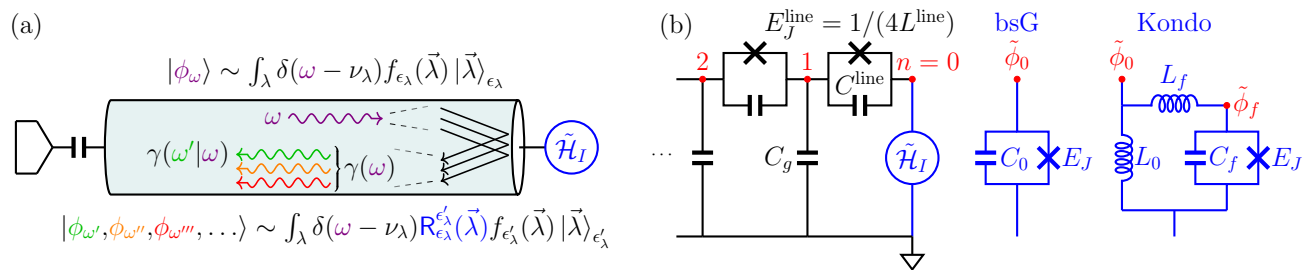 (a)
|ϕ_ω⟩ ∼ ∫_λ δ(ω − ν_λ) f_{ϵ_λ}(λ⃗) |λ⃗⟩_{ϵ_λ}
ω
γ(ω′|ω)
γ(ω)
H̃_I
|ϕ_{ω′}, ϕ_{ω′′}, ϕ_{ω′′′}, …⟩ ∼ ∫_λ δ(ω − ν_λ) R_{ϵ_λ}^{ϵ′_λ}(λ⃗) f_{ϵ′_λ}(λ⃗) |λ⃗⟩_{ϵ′_λ}
(b)
E_J^{line} = 1/(4L^{line})
2
1
n = 0
C^{line}
...
C_g
H̃_I
bsG
ϕ̃_0
C_0
E_J
Kondo
ϕ̃_0
L_f
ϕ̃_f
L_0
C_f
E_J